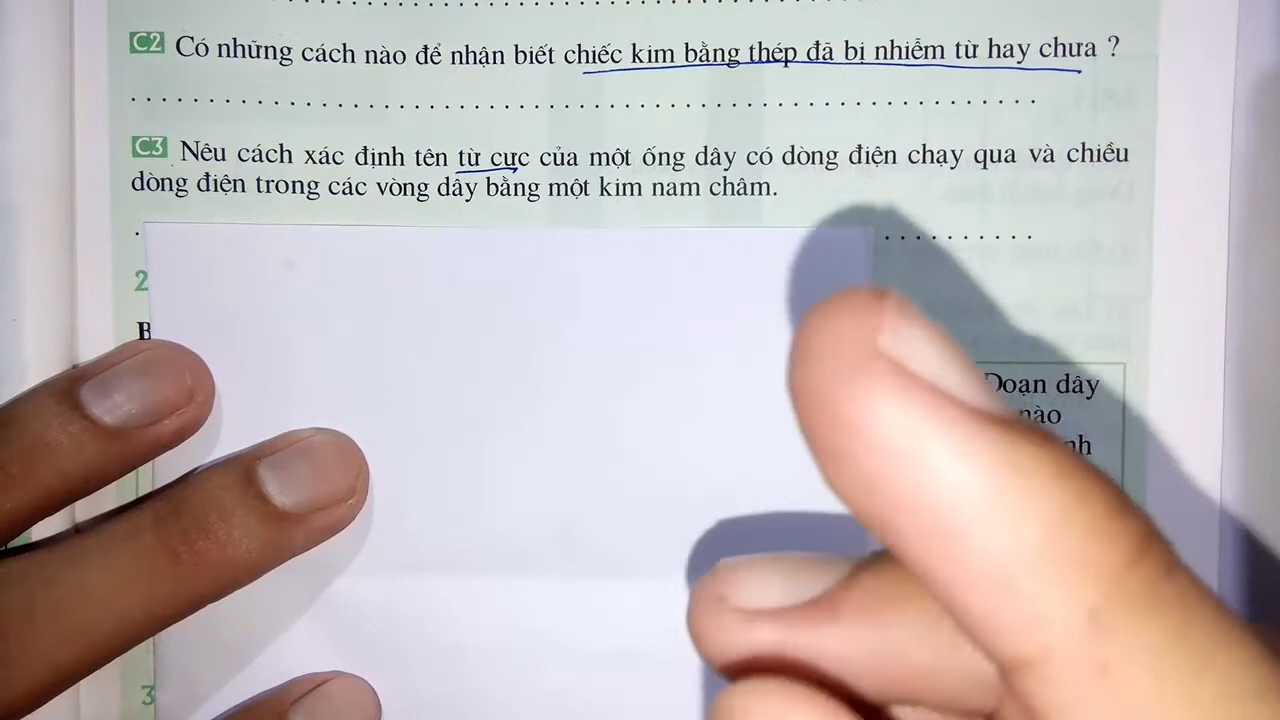 C2 Có những cách nào để nhận biết chiếc kim bằng thép đã bị nhiễm từ hay chưa ?
C3 Nêu cách xác định tên từ cực của một ống dây có dòng điện chạy qua và chiều
dòng điện trong các vòng dây bằng một kim nam châm.
2
B
Đoạn dây
nào
3